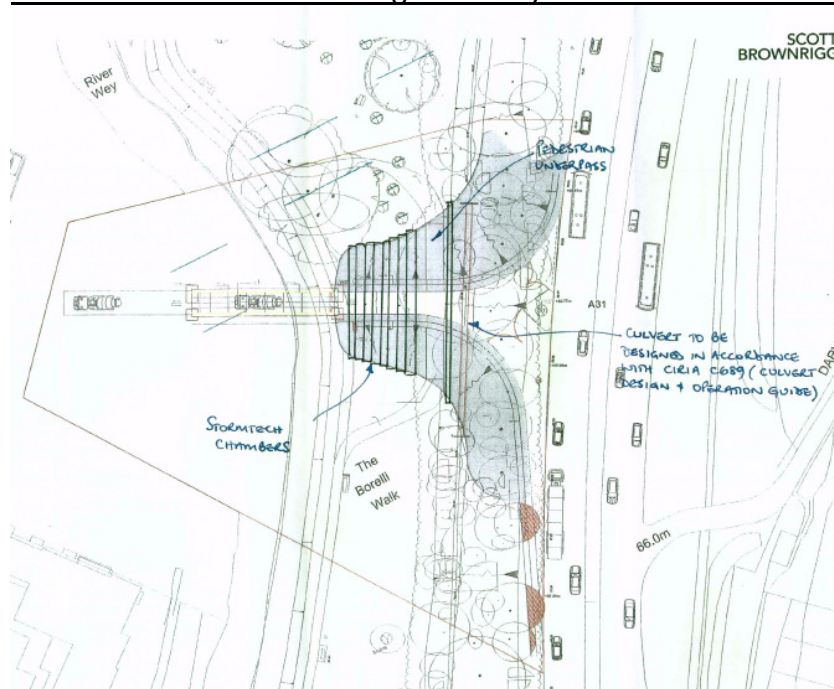 SCOTT
BROWNRIGG
River
Wey
PEDESTRIAN
UNDERPASS
A31
CULVERT TO BE
DESIGNED IN ACCORDANCE
WITH CIRIA C689 (CULVERT
DESIGN + OPERATION GUIDE)
STORMTECH
CHAMBERS
The
Borelli
Walk
66.0m